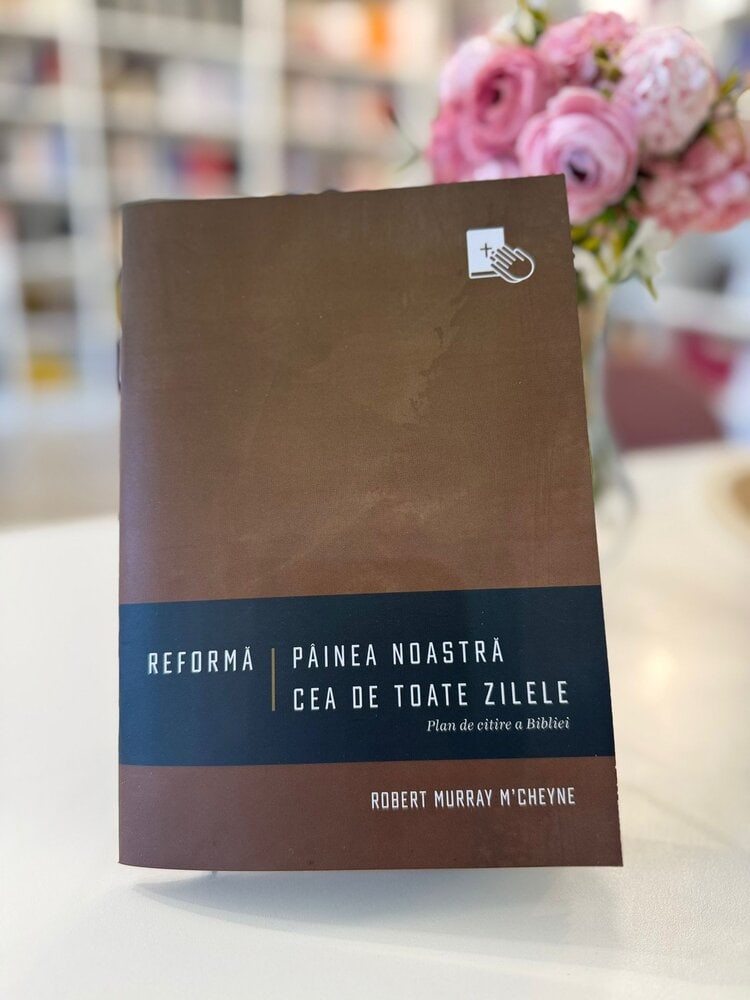 REFORMĂ
PÂINEA NOASTRĂ
CEA DE TOATE ZILELE
Plan de citire a Bibliei
ROBERT MURRAY M'CHEYNE